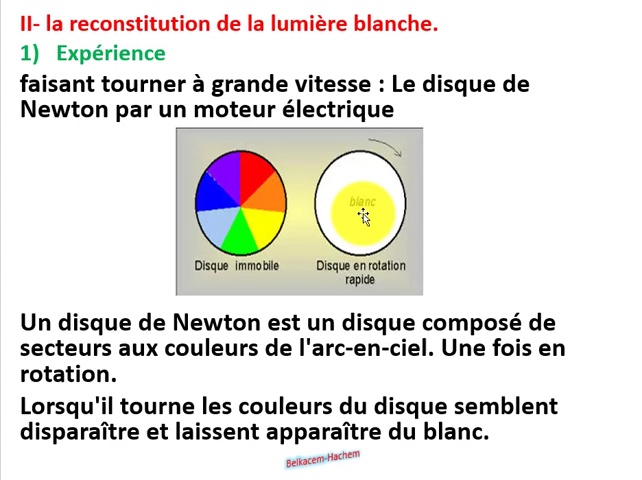 II- la reconstitution de la lumière blanche.
1) Expérience
faisant tourner à grande vitesse : Le disque de
Newton par un moteur électrique
blanc
Disque immobile
Disque en rotation
rapide
Un disque de Newton est un disque composé de
secteurs aux couleurs de l'arc-en-ciel. Une fois en
rotation.
Lorsqu'il tourne les couleurs du disque semblent
disparaître et laissent apparaître du blanc.
Belkacem-Hachem